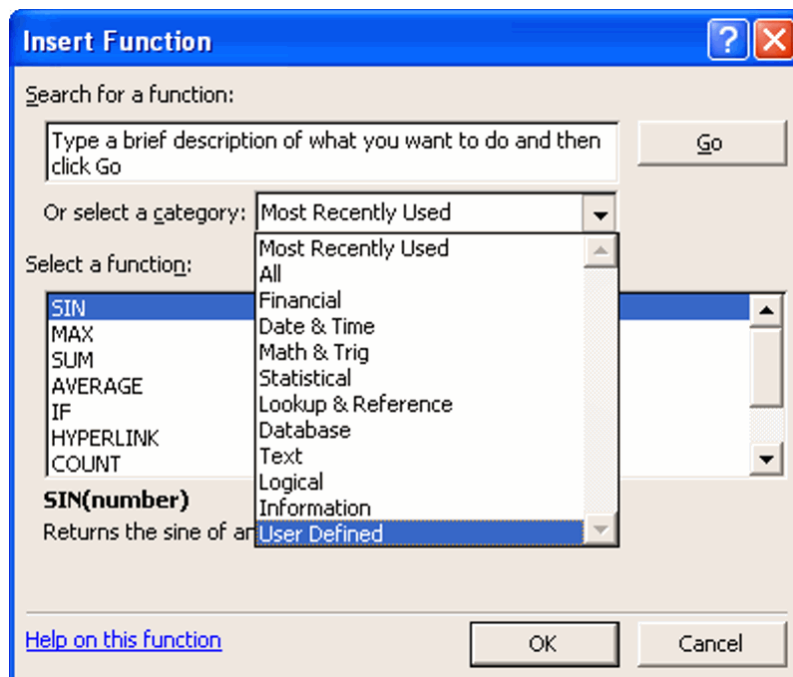 Insert Function
Search for a function:
Type a brief description of what you want to do and then
click Go
Go
Or select a category:
Most Recently Used
Most Recently Used
All
Financial
Date & Time
Math & Trig
Statistical
Lookup & Reference
Database
Text
Logical
Information
User Defined
Select a function:
SIN
MAX
SUM
AVERAGE
IF
HYPERLINK
COUNT
SIN(number)
Returns the sine of
Help on this function
OK
Cancel